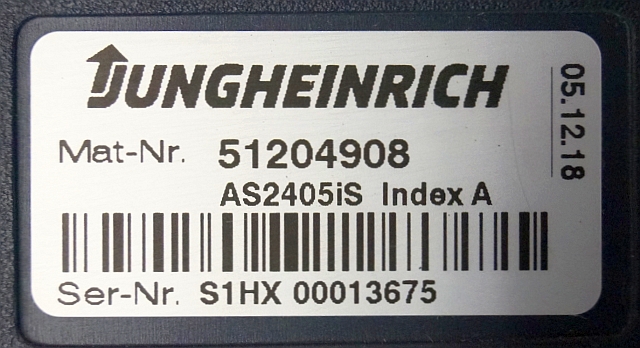 JUNGHEINRICH
Mat-Nr. 51204908
AS2405iS Index A
Ser-Nr. S1HX 00013675
05.12.18